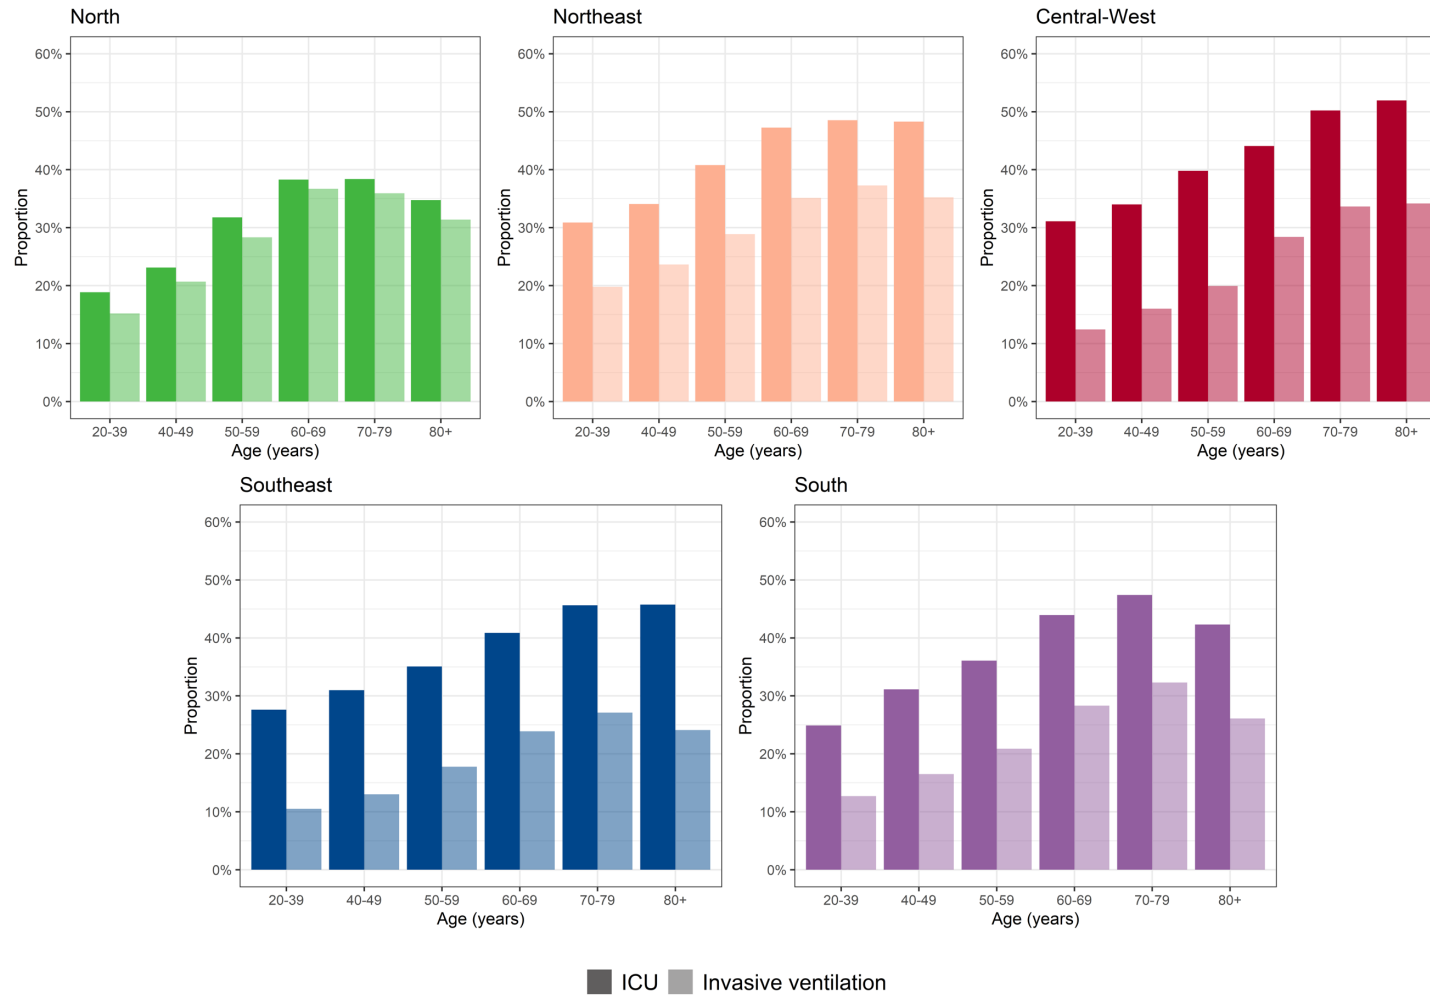 North
Northeast
Central-West
60%
50%
40%
30%
20%
10%
0%
Proportion
20-39 40-49 50-59 60-69 70-79 80+
Age (years)
60%
50%
40%
30%
20%
10%
0%
Proportion
20-39 40-49 50-59 60-69 70-79 80+
Age (years)
60%
50%
40%
30%
20%
10%
0%
Proportion
20-39 40-49 50-59 60-69 70-79 80+
Age (years)
Southeast
South
60%
50%
40%
30%
20%
10%
0%
Proportion
20-39 40-49 50-59 60-69 70-79 80+
Age (years)
60%
50%
40%
30%
20%
10%
0%
Proportion
20-39 40-49 50-59 60-69 70-79 80+
Age (years)
ICU Invasive ventilation